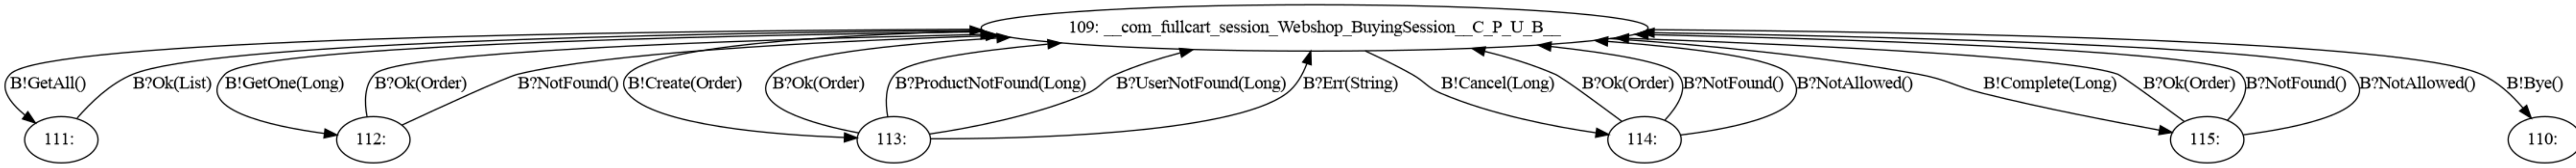 109: __com_fullcart_session_Webshop_BuyingSession__C_P_U_B__
B!GetAll()
B?Ok(List)
B!GetOne(Long)
B?Ok(Order)
B?NotFound()
B!Create(Order)
B?Ok(Order)
B?ProductNotFound(Long)
B?UserNotFound(Long)
B?Err(String)
B!Cancel(Long)
B?Ok(Order)
B?NotFound()
B?NotAllowed()
B!Complete(Long)
B?Ok(Order)
B?NotFound()
B?NotAllowed()
B!Bye()
111:
112:
113:
114:
115:
110: